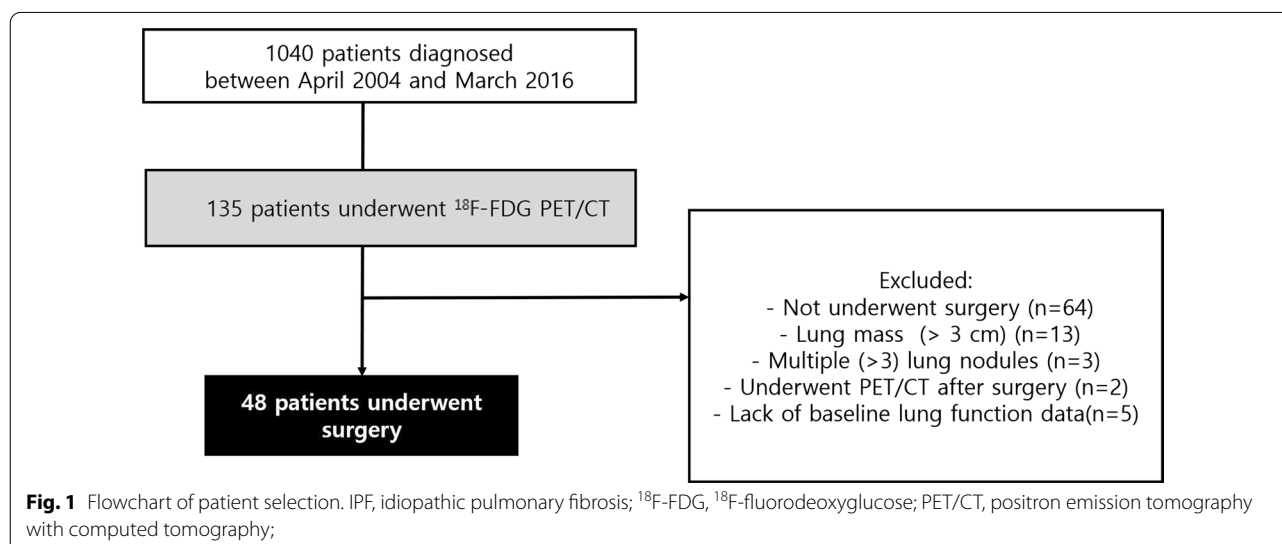 1040 patients diagnosed
between April 2004 and March 2016
135 patients underwent ¹⁸F-FDG PET/CT
Excluded:
- Not underwent surgery (n=64)
- Lung mass (> 3 cm) (n=13)
- Multiple (>3) lung nodules (n=3)
- Underwent PET/CT after surgery (n=2)
- Lack of baseline lung function data(n=5)
48 patients underwent
surgery
Fig. 1 Flowchart of patient selection. IPF, idiopathic pulmonary fibrosis; ¹⁸F-FDG, ¹⁸F-fluorodeoxyglucose; PET/CT, positron emission tomography
with computed tomography;